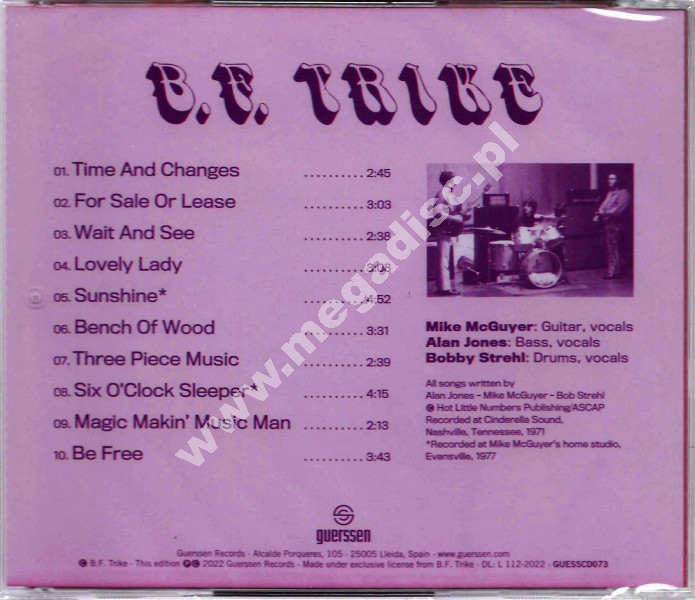 B.F. TRIKE
01. Time And Changes .......... 2:45
02. For Sale Or Lease .......... 3:03
03. Wait And See .......... 2:38
04. Lovely Lady .......... 3:08
05. Sunshine* .......... 4:52
06. Bench Of Wood .......... 3:31
07. Three Piece Music .......... 2:39
08. Six O'Clock Sleeper* .......... 4:15
09. Magic Makin' Music Man .......... 2:13
10. Be Free .......... 3:43
Mike McGuyer: Guitar, vocals
Alan Jones: Bass, vocals
Bobby Strehl: Drums, vocals
All songs written by
Alan Jones - Mike McGuyer - Bob Strehl
© Hot Little Numbers Publishing/ASCAP
Recorded at Cinderella Sound,
Nashville, Tennessee, 1971
*Recorded at Mike McGuyer's home studio,
Evansville, 1977
www.megadisc.pl
guerssen
Guerssen Records - Alcalde Porqueres, 105 - 25005 Lleida, Spain - www.guerssen.com
© B.F. Trike - This edition ℗© 2022 Guerssen Records - Made under exclusive license from B.F. Trike - DL: L 112-2022 - GUESSCD073